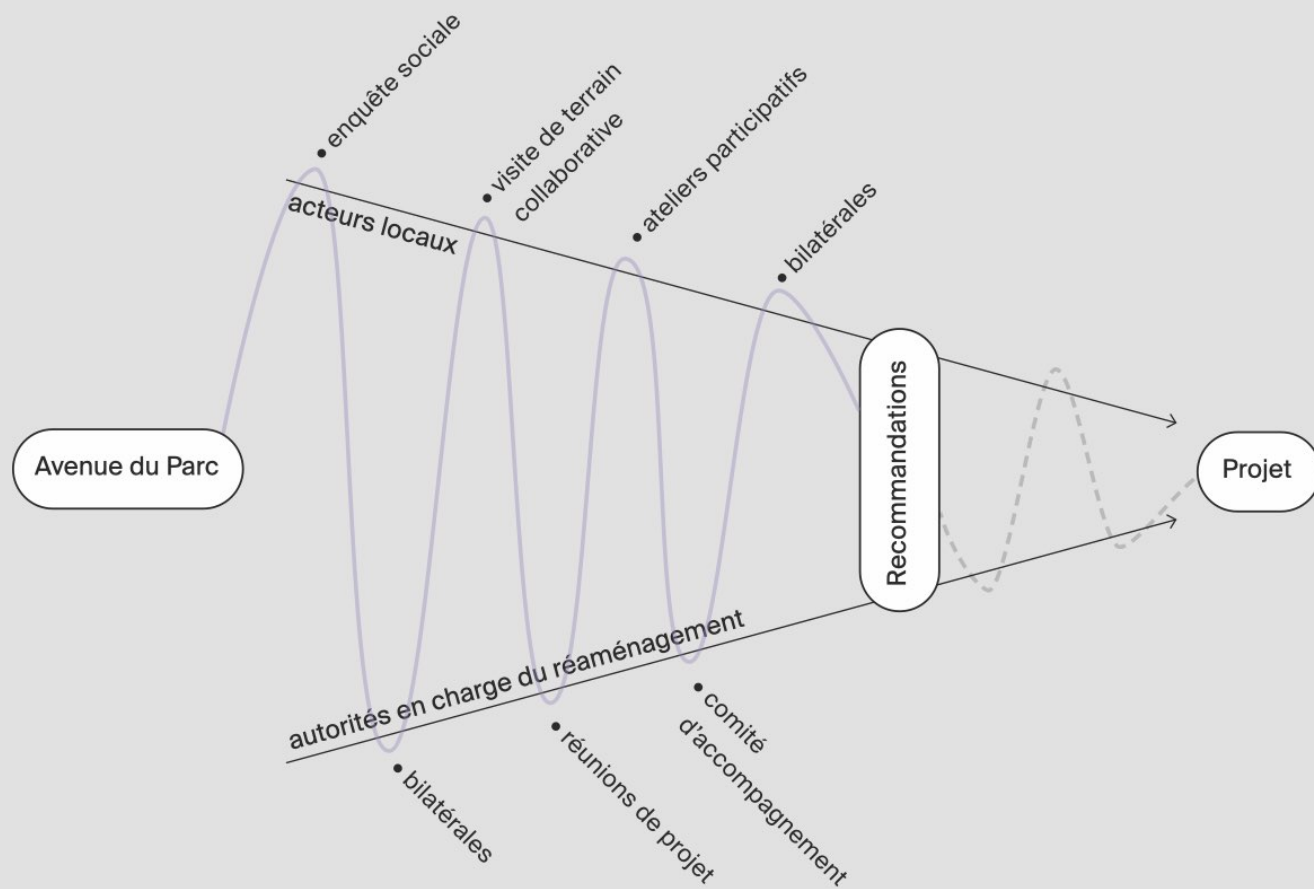 enquête sociale
visite de terrain
collaborative
ateliers participatifs
bilatérales
acteurs locaux
Avenue du Parc
Recommandations
Projet
autorités en charge du réaménagement
bilatérales
réunions de projet
comité
d'accompagnement